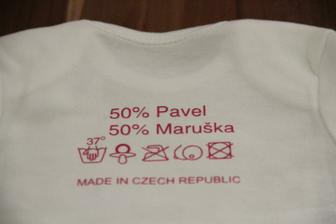 50% Pavel
50% Maruška
37°
MADE IN CZECH REPUBLIC